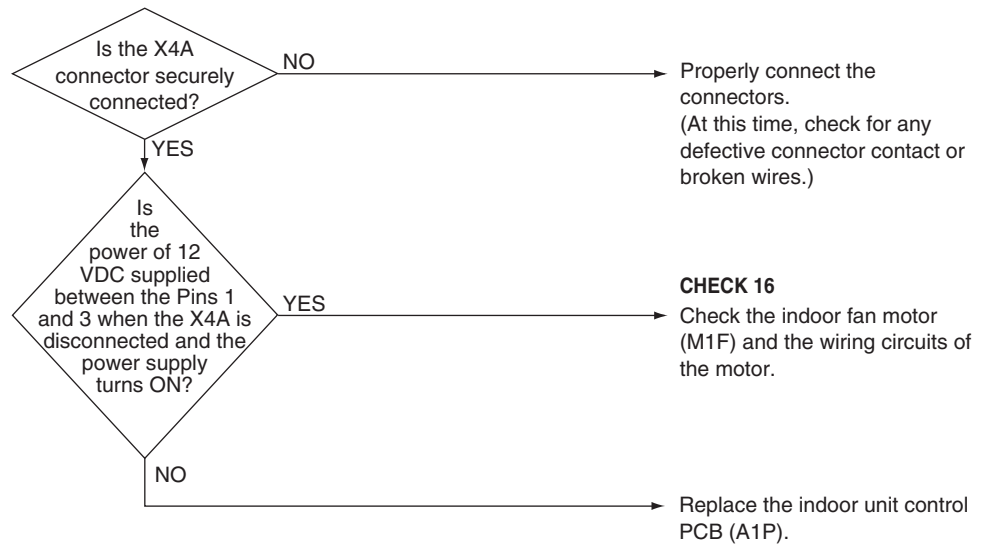 Is the X4A
connector securely
connected?
NO
Properly connect the
connectors.
(At this time, check for any
defective connector contact or
broken wires.)
YES
Is
the
power of 12
VDC supplied
between the Pins 1
and 3 when the X4A is
disconnected and the
power supply
turns ON?
YES
CHECK 16
Check the indoor fan motor
(M1F) and the wiring circuits of
the motor.
NO
Replace the indoor unit control
PCB (A1P).